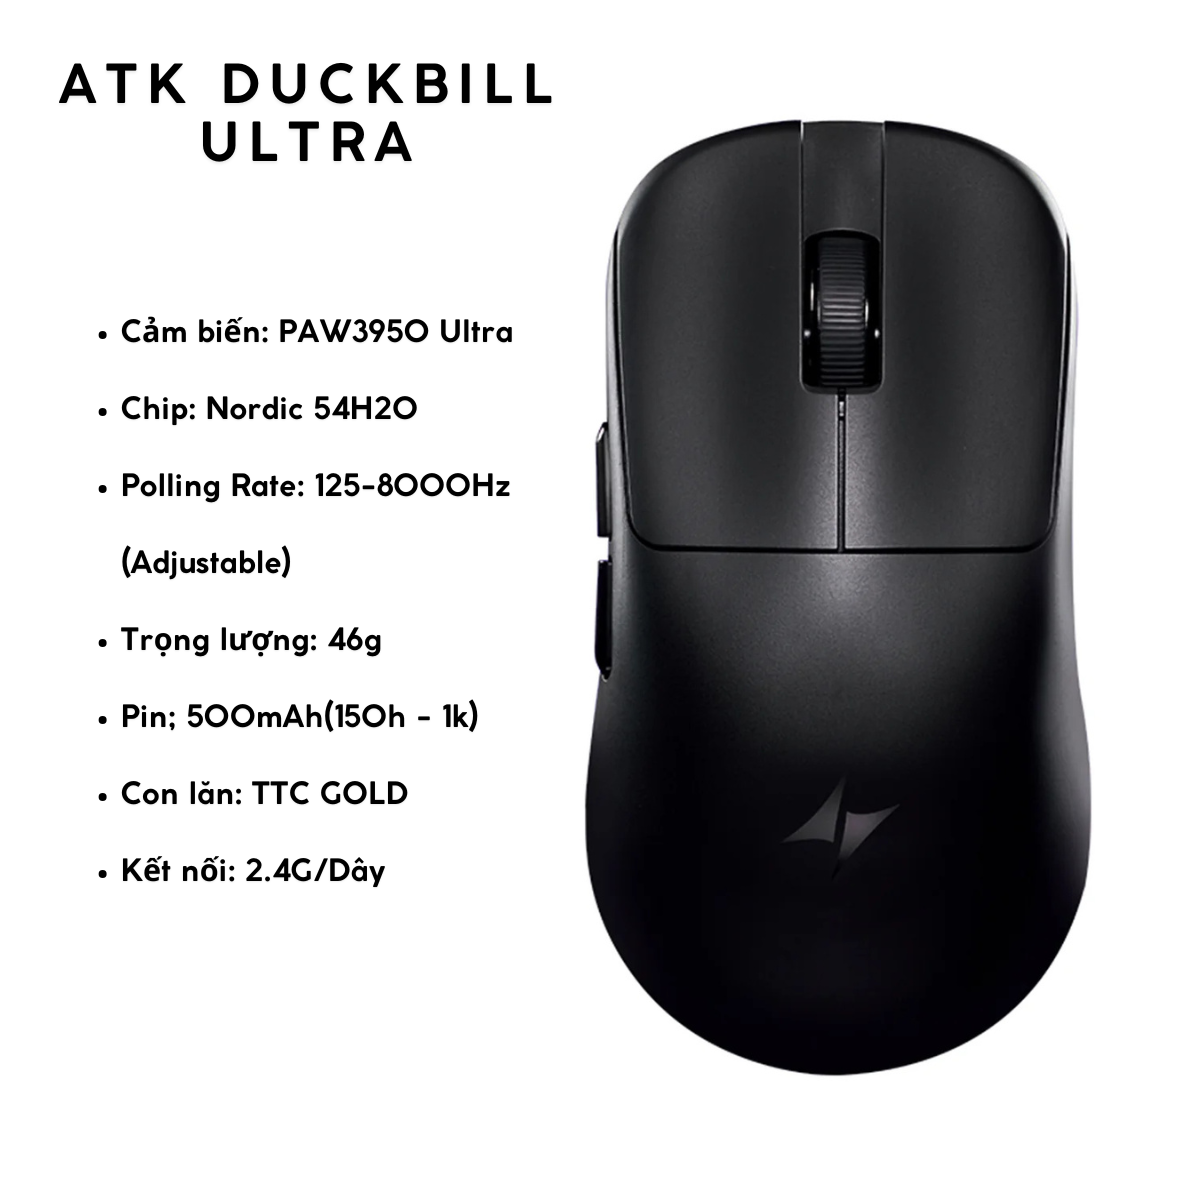 ATK DUCKBILL
ULTRA
• Cảm biến: PAW3950 Ultra
• Chip: Nordic 54H20
• Polling Rate: 125-8000Hz
(Adjustable)
• Trọng lượng: 46g
• Pin; 500mAh(150h - 1k)
• Con lăn: TTC GOLD
• Kết nối: 2.4G/Dây